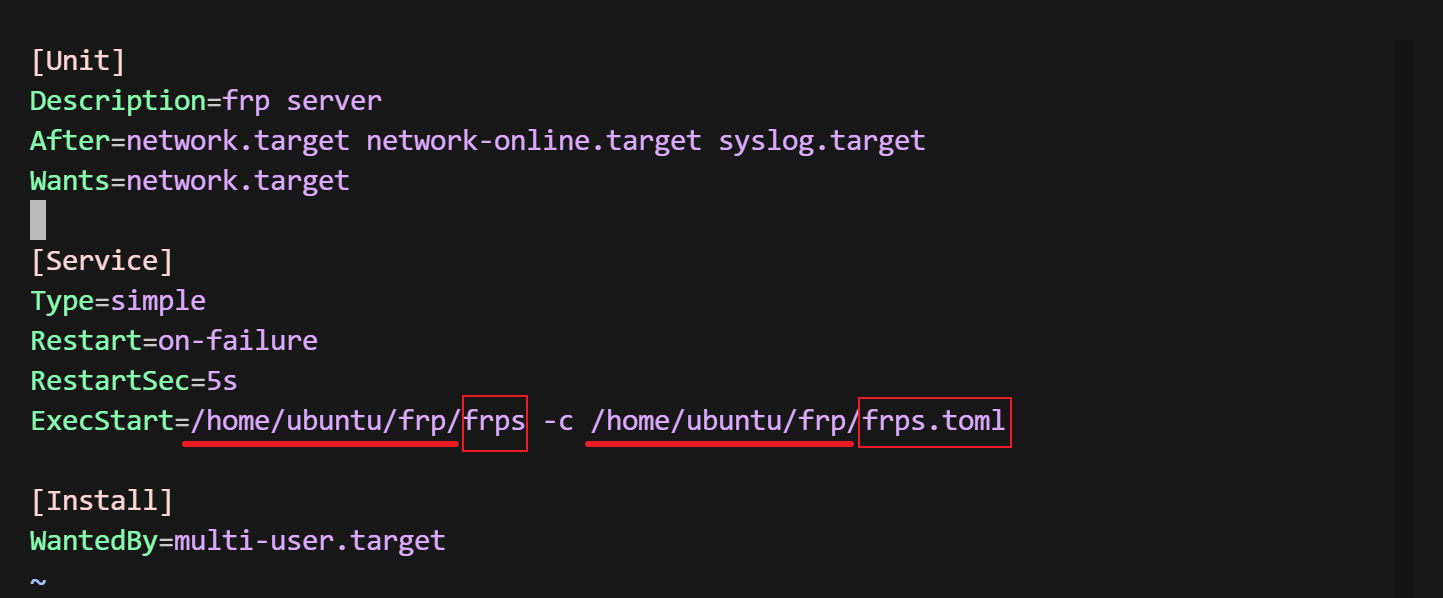 [Unit]
Description=frp server
After=network.target network-online.target syslog.target
Wants=network.target
[Service]
Type=simple
Restart=on-failure
RestartSec=5s
ExecStart=/home/ubuntu/frp/frps -c /home/ubuntu/frp/frps.toml
[Install]
WantedBy=multi-user.target
~